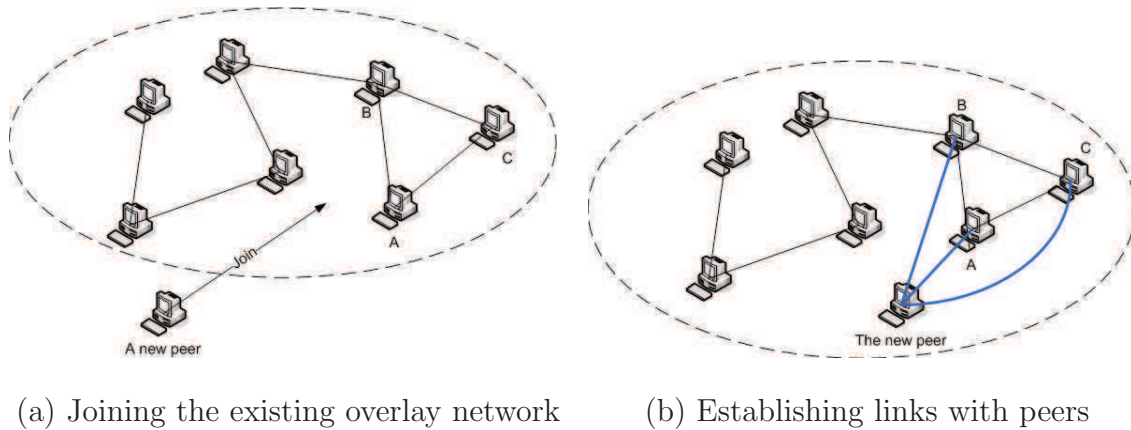 B
C
A
Join
A new peer
B
C
A
The new peer
(a) Joining the existing overlay network
(b) Establishing links with peers